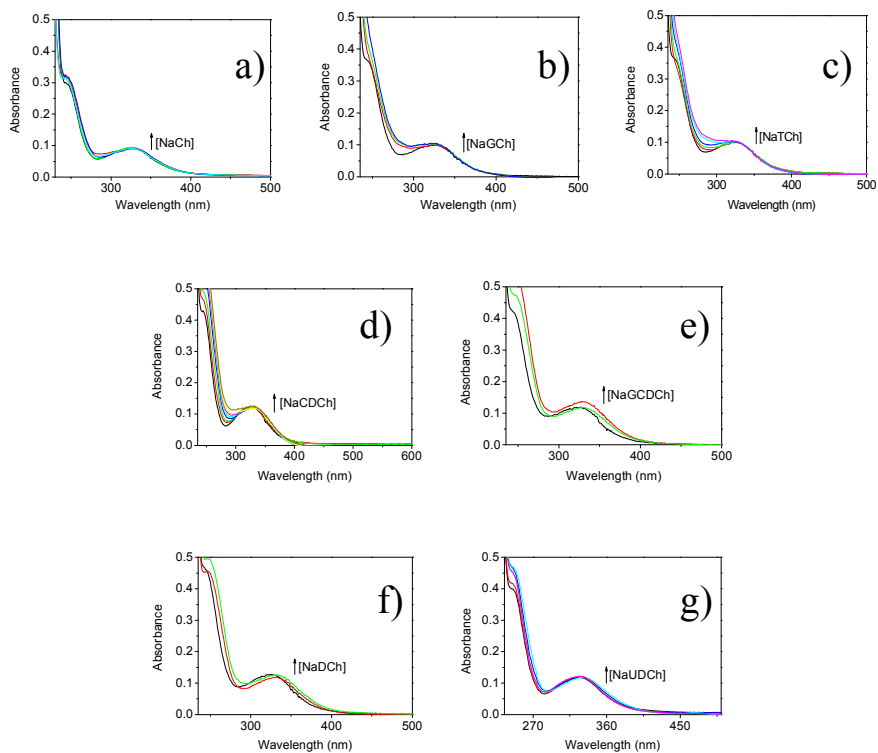 a)
Absorbance
0.5
0.4
0.3
0.2
0.1
0.0
[NaCh]
300 400 500
Wavelength (nm)
b)
Absorbance
0.5
0.4
0.3
0.2
0.1
0.0
[NaGCh]
300 400 500
Wavelength (nm)
c)
Absorbance
0.5
0.4
0.3
0.2
0.1
0.0
[NaTCh]
300 400 500
Wavelength (nm)
d)
Absorbance
0.5
0.4
0.3
0.2
0.1
0.0
[NaCDCh]
300 400 500 600
Wavelength (nm)
e)
Absorbance
0.5
0.4
0.3
0.2
0.1
0.0
[NaGCDCh]
300 400 500
Wavelength (nm)
f)
Absorbance
0.5
0.4
0.3
0.2
0.1
0.0
[NaDCh]
300 400 500
Wavelength (nm)
g)
Absorbance
0.5
0.4
0.3
0.2
0.1
0.0
[NaUDCh]
270 360 450
Wavelength (nm)